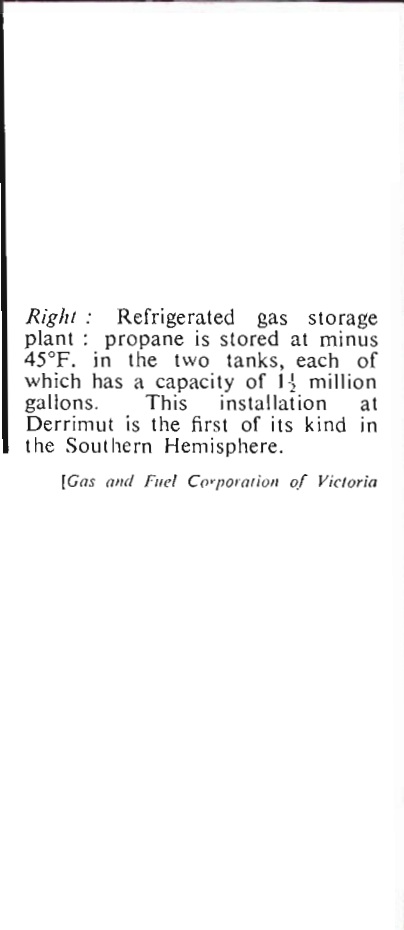 Right : Refrigerated gas storage
plant : propane is stored at minus
45°F. in the two tanks, each of
which has a capacity of 1½ million
gallons. This installation at
Derrimut is the first of its kind in
the Southern Hemisphere.
[Gas and Fuel Corporation of Victoria